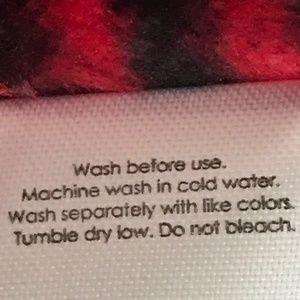 Wash before use.
Machine wash in cold water.
Wash separately with like colors.
Tumble dry low. Do not bleach.